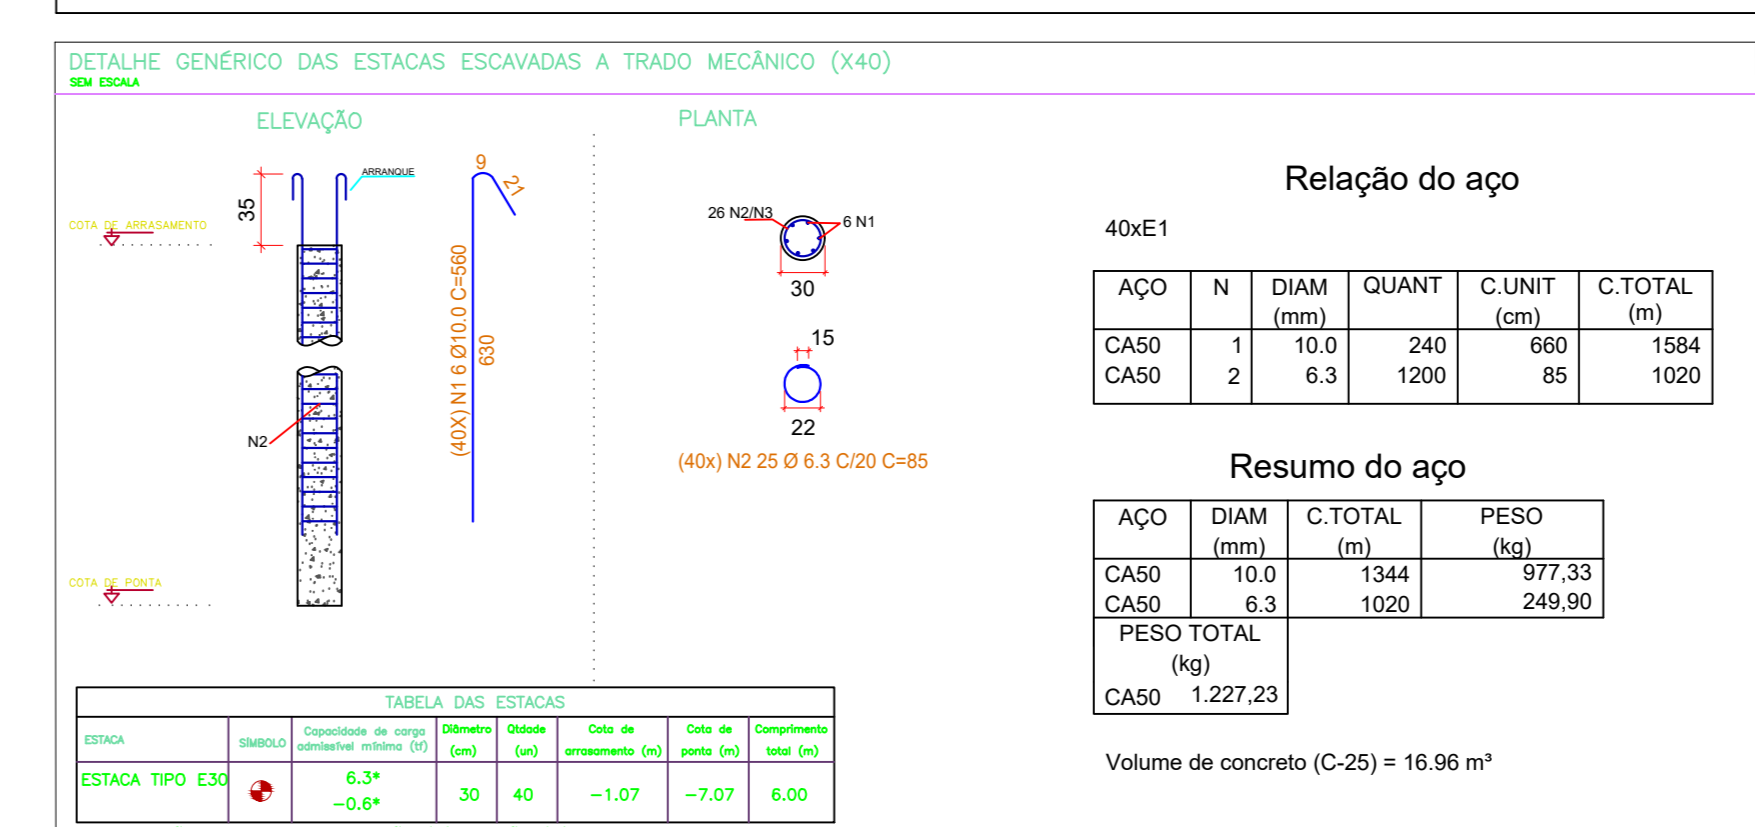 DETALHE GENÉRICO DAS ESTACAS ESCAVADAS A TRADO MECÂNICO (X40)
SEM ESCALA
ELEVAÇÃO
PLANTA
ARRANQUE
35
COTA DE ARRASAMENTO
N2
COTA DE PONTA
9
21
(40X) N1 6 Ø10.0 C=560
630
26 N2/N3
6 N1
30
15
22
(40x) N2 25 Ø 6.3 C/20 C=85
Relação do aço
40xE1
AÇO N DIAM (mm) QUANT C.UNIT (cm) C.TOTAL (m)
CA50 1 10.0 240 660 1584
CA50 2 6.3 1200 85 1020
Resumo do aço
AÇO DIAM (mm) C.TOTAL (m) PESO (kg)
CA50 10.0 1344 977,33
CA50 6.3 1020 249,90
PESO TOTAL
(kg)
CA50 1.227,23
Volume de concreto (C-25) = 16.96 m³
TABELA DAS ESTACAS
ESTACA SÍMBOLO Capacidade de carga admissível mínima (tf) Diâmetro (cm) Qtdade (un) Cota de arrasamento (m) Cota de ponta (m) Comprimento total (m)
ESTACA TIPO E30 6.3* −0.6* 30 40 −1.07 −7.07 6.00